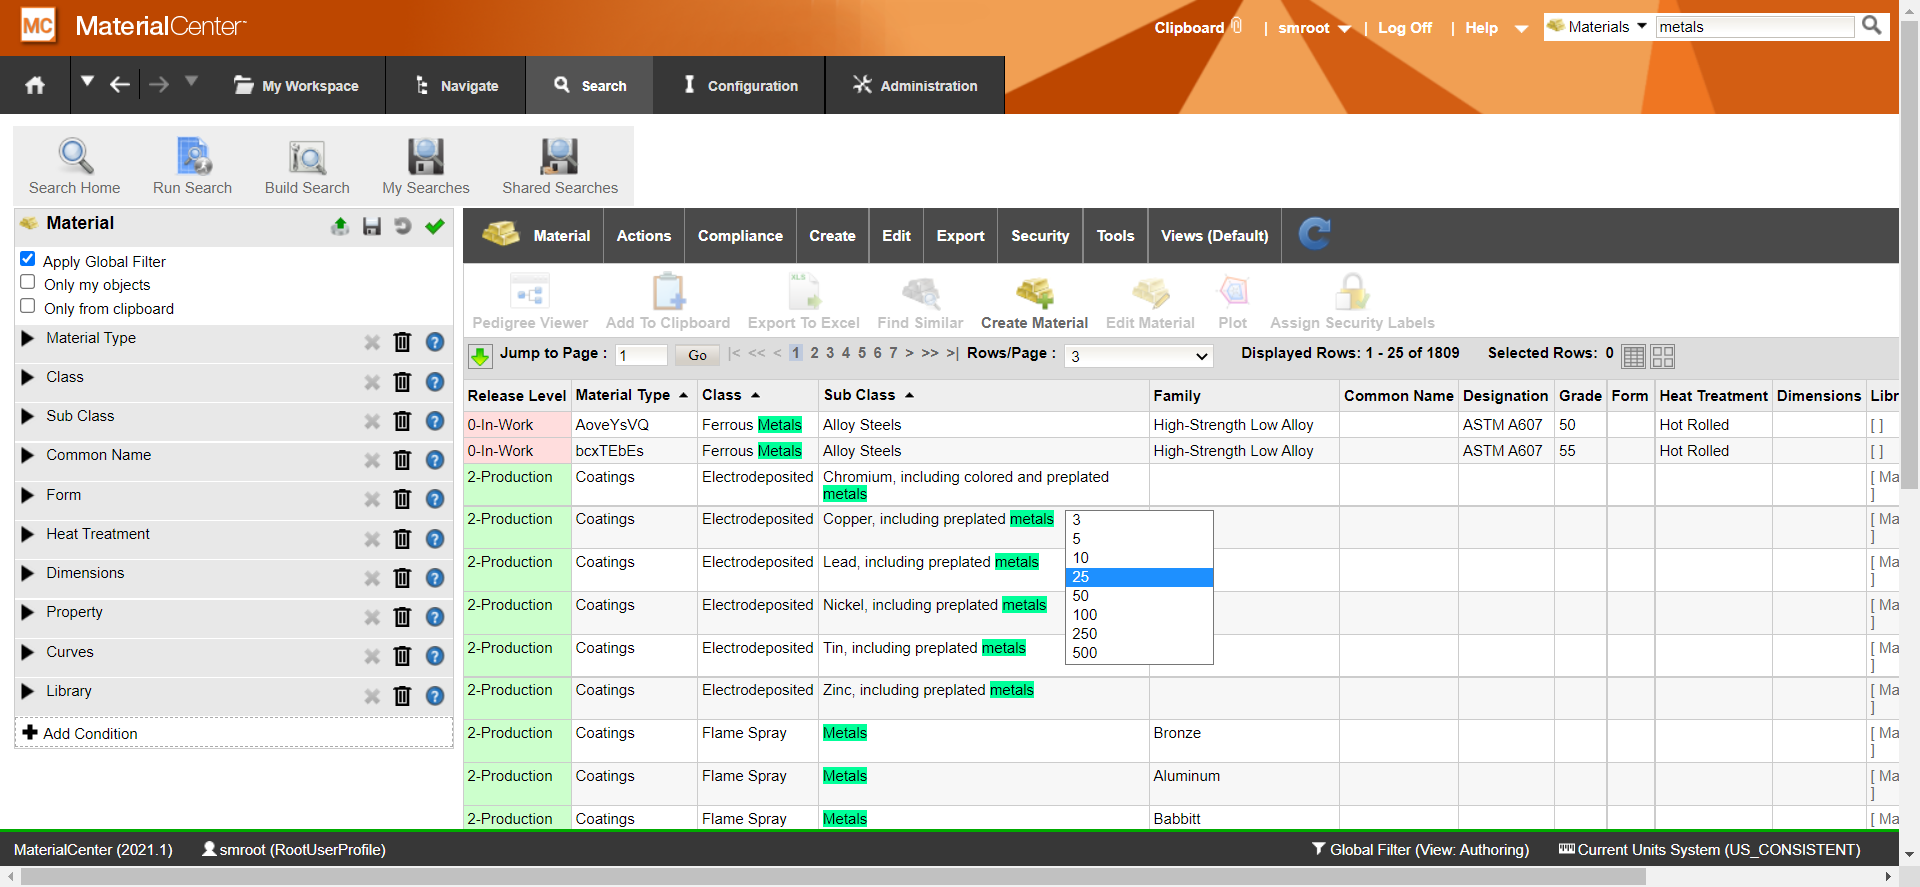 MC MaterialCenter
Clipboard | smroot | Log Off | Help Materials metals
My Workspace Navigate Search Configuration Administration
Search Home Run Search Build Search My Searches Shared Searches
Material
Apply Global Filter
Only my objects
Only from clipboard
Material Type
Class
Sub Class
Common Name
Form
Heat Treatment
Dimensions
Property
Curves
Library
Add Condition
Material Actions Compliance Create Edit Export Security Tools Views (Default)
XLS
Pedigree Viewer Add To Clipboard Export To Excel Find Similar Create Material Edit Material Plot Assign Security Labels
Jump to Page : 1 Go |< << < 1 2 3 4 5 6 7 > >> >| Rows/Page : 3 Displayed Rows: 1 - 25 of 1809 Selected Rows: 0
Release Level Material Type Class Sub Class Family Common Name Designation Grade Form Heat Treatment Dimensions Libr
0-In-Work AoveYsVQ Ferrous Metals Alloy Steels High-Strength Low Alloy ASTM A607 50 Hot Rolled [ ]
0-In-Work bcxTEbEs Ferrous Metals Alloy Steels High-Strength Low Alloy ASTM A607 55 Hot Rolled [ ]
2-Production Coatings Electrodeposited Chromium, including colored and preplated [ Ma
metals ]
2-Production Coatings Electrodeposited Copper, including preplated metals [ Ma
]
2-Production Coatings Electrodeposited Lead, including preplated metals [ Ma
]
2-Production Coatings Electrodeposited Nickel, including preplated metals [ Ma
]
2-Production Coatings Electrodeposited Tin, including preplated metals [ Ma
]
2-Production Coatings Electrodeposited Zinc, including preplated metals [ Ma
]
2-Production Coatings Flame Spray Metals Bronze [ Ma
]
2-Production Coatings Flame Spray Metals Aluminum [ Ma
]
2-Production Coatings Flame Spray Metals Babbitt [ Ma
3
5
10
25
50
100
250
500
MaterialCenter (2021.1) smroot (RootUserProfile) Global Filter (View: Authoring) Current Units System (US_CONSISTENT)